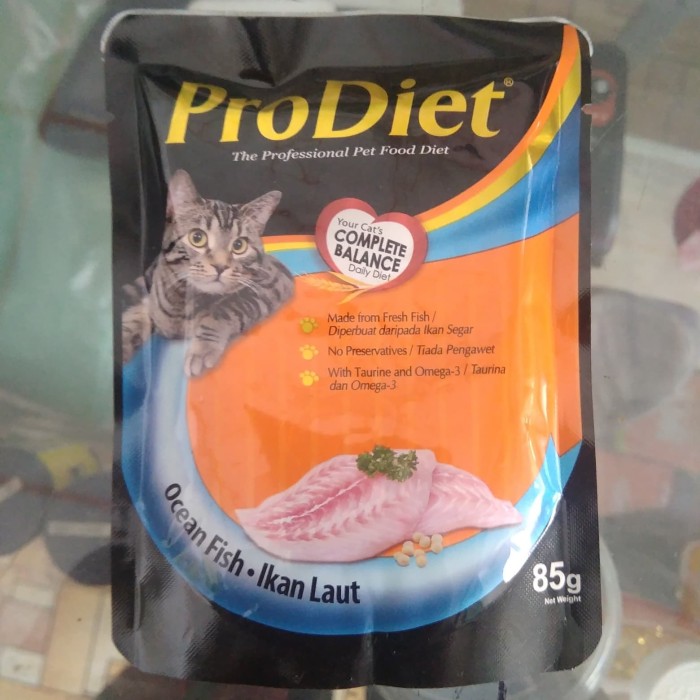 ProDiet®
The Professional Pet Food Diet
Your Cat's
COMPLETE
BALANCE
Daily Diet
Made from Fresh Fish /
Diperbuat daripada Ikan Segar
No Preservatives / Tiada Pengawet
With Taurine and Omega-3 / Taurina
dan Omega-3
Ocean Fish • Ikan Laut
85g
Net Weight